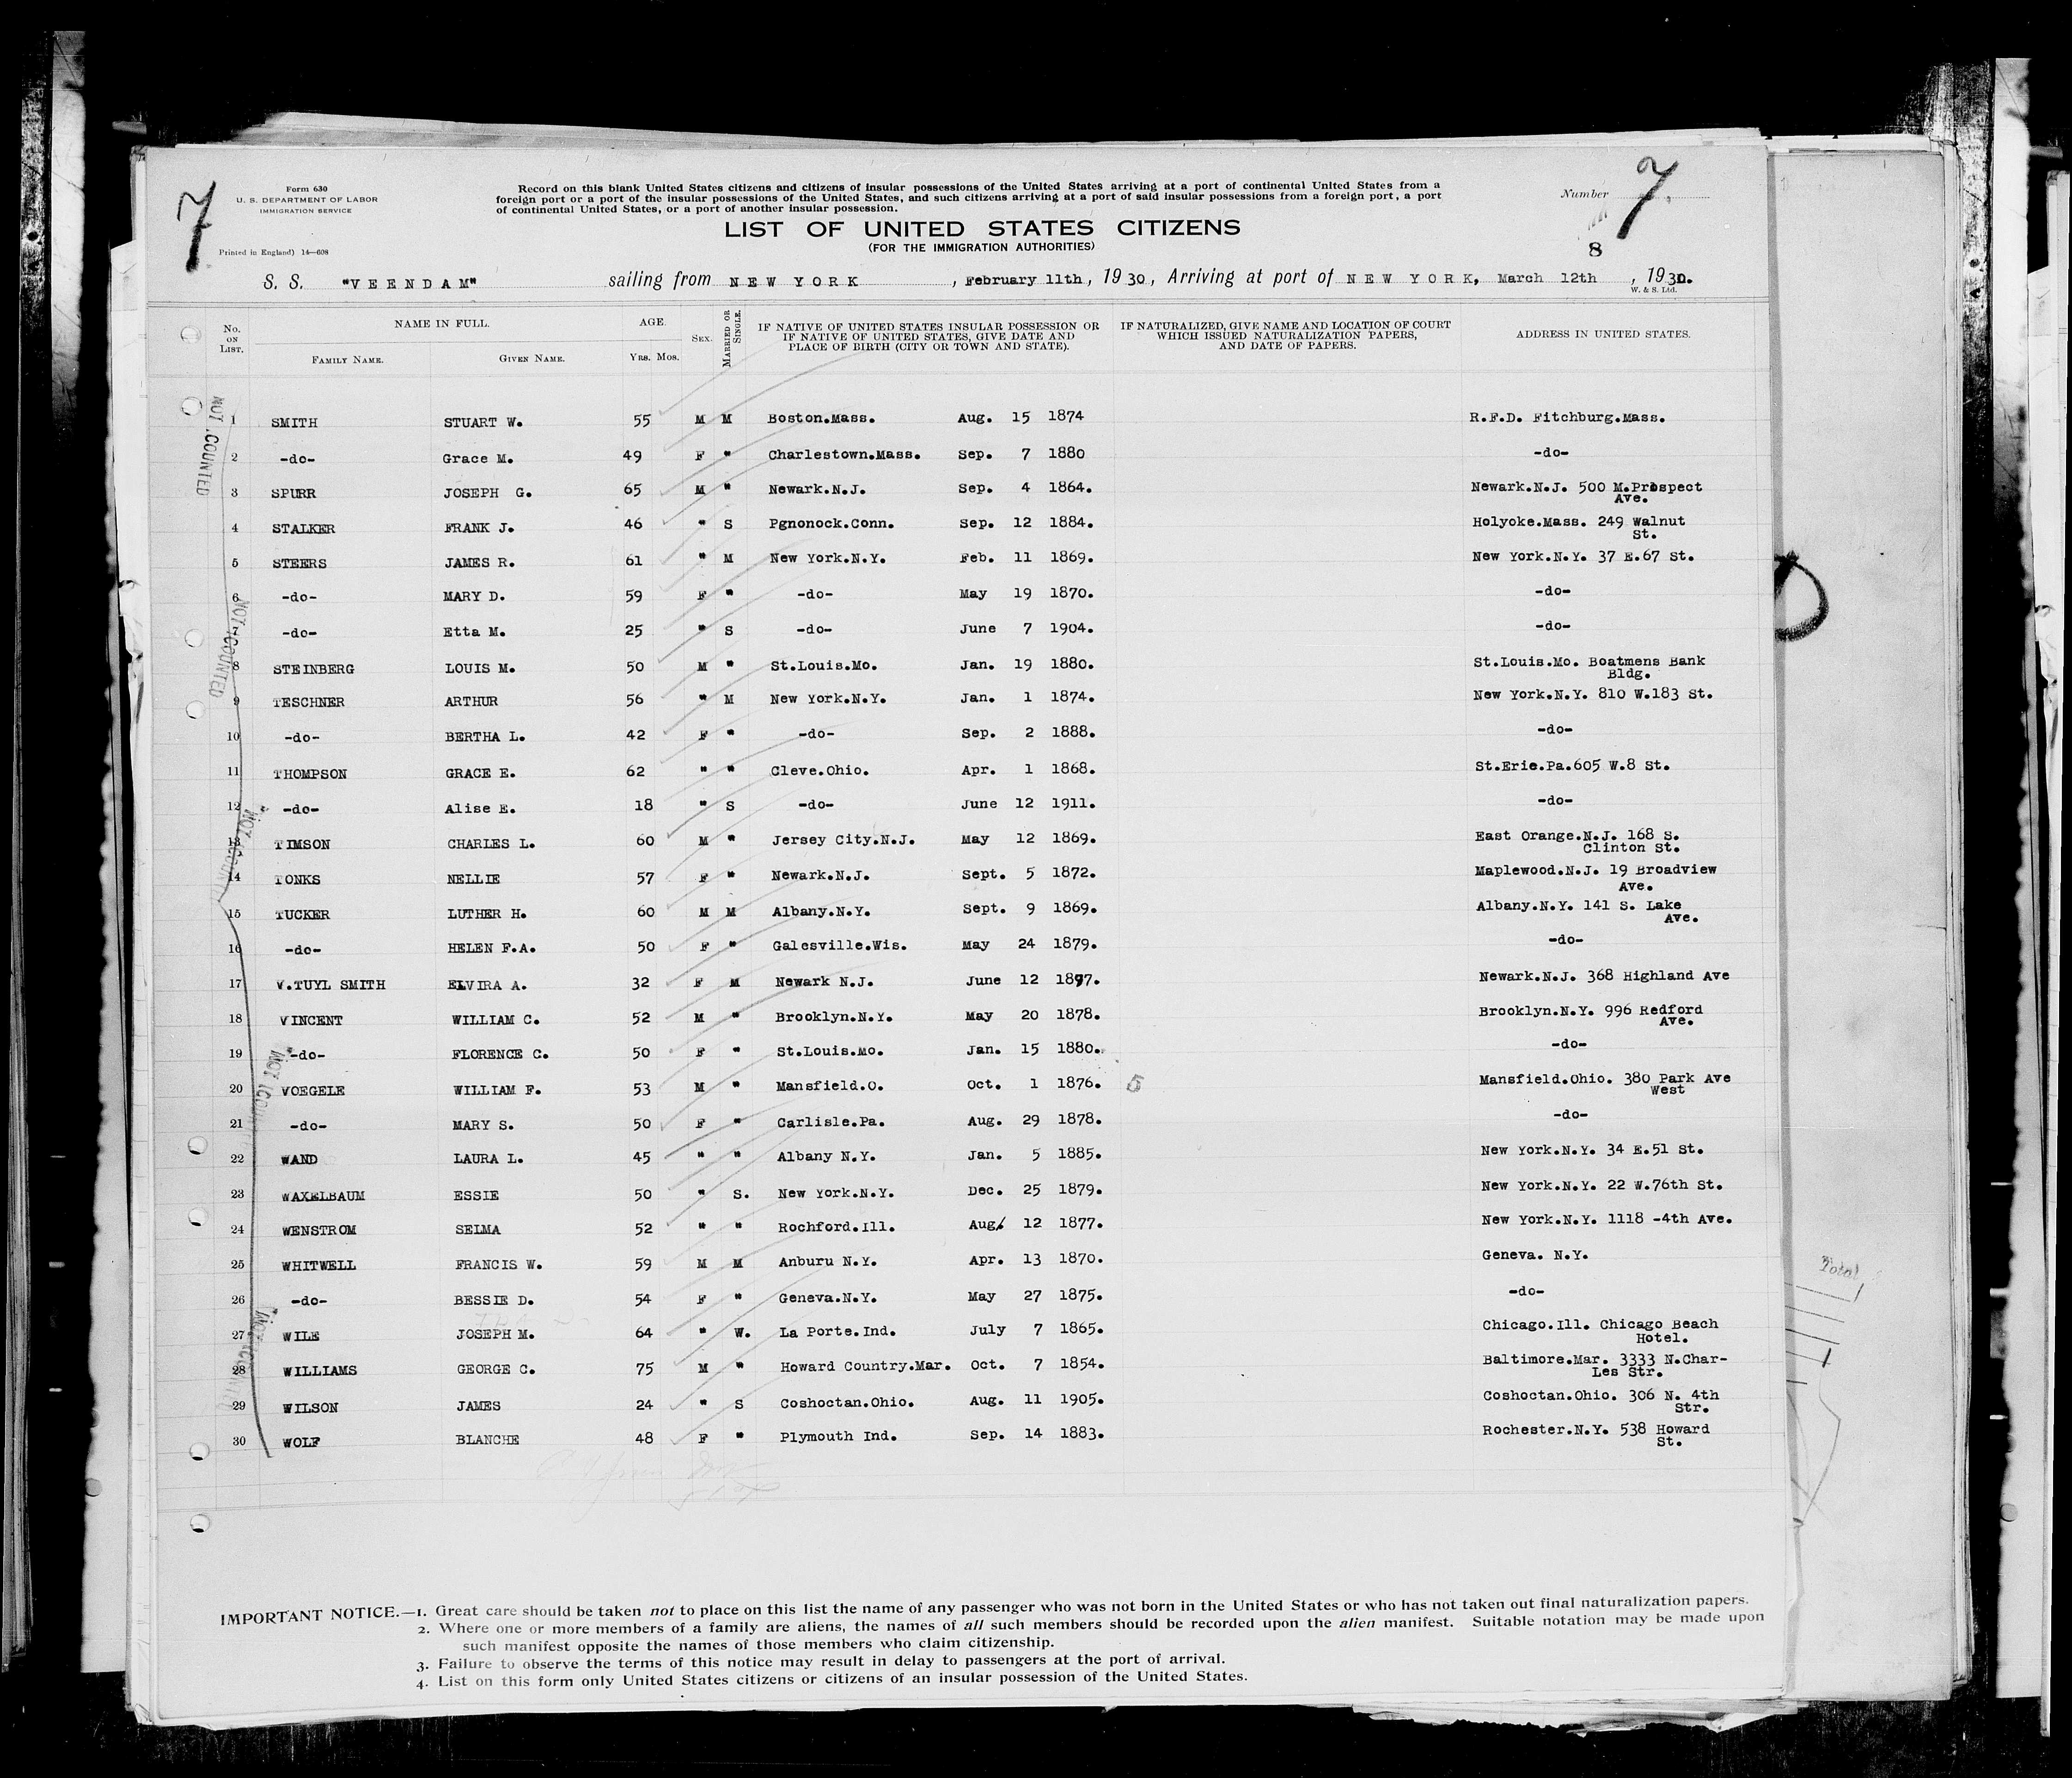 7
Form 630
U. S. DEPARTMENT OF LABOR
IMMIGRATION SERVICE
Printed in England) 14—608
Record on this blank United States citizens and citizens of insular possessions of the United States arriving at a port of continental United States from a
foreign port or a port of the insular possessions of the United States, and such citizens arriving at a port of said insular possessions from a foreign port, a port
of continental United States, or a port of another insular possession.
Number 7
LIST OF UNITED STATES CITIZENS
(FOR THE IMMIGRATION AUTHORITIES)
8
S. S. "VEENDAM" sailing from NEW YORK, February 11th, 1930, Arriving at port of NEW YORK, March 12th, 1930.
W. & S. Ltd.
No. ON LIST. NAME IN FULL. AGE. SEX. MARRIED OR SINGLE. IF NATIVE OF UNITED STATES INSULAR POSSESSION OR IF NATIVE OF UNITED STATES, GIVE DATE AND PLACE OF BIRTH (CITY OR TOWN AND STATE). IF NATURALIZED, GIVE NAME AND LOCATION OF COURT WHICH ISSUED NATURALIZATION PAPERS, AND DATE OF PAPERS. ADDRESS IN UNITED STATES.
FAMILY NAME. GIVEN NAME. Yrs. Mos.
1 SMITH STUART W. 55 M M Boston.Mass. Aug. 15 1874 R.F.D. Fitchburg.Mass.
2 -do- Grace M. 49 F " Charlestown.Mass. Sep. 7 1880 -do-
3 SPURR JOSEPH G. 65 M " Newark.N.J. Sep. 4 1864. Newark.N.J. 500 M.Prospect
Ave.
4 STALKER FRANK J. 46 " S Pgnonock.Conn. Sep. 12 1884. Holyoke.Mass. 249 Walnut
St.
5 STEERS JAMES R. 61 " M New York.N.Y. Feb. 11 1869. New York.N.Y. 37 E.67 St.
6 -do- MARY D. 59 F " -do- May 19 1870. -do-
7 -do- Etta M. 25 " S -do- June 7 1904. -do-
8 STEINBERG LOUIS M. 50 M " St.Louis.Mo. Jan. 19 1880. St.Louis.Mo. Boatmens Bank
Bldg.
9 TESCHNER ARTHUR 56 " M New York.N.Y. Jan. 1 1874. New York.N.Y. 810 W.183 St.
10 -do- BERTHA L. 42 F " -do- Sep. 2 1888. -do-
11 THOMPSON GRACE E. 62 " " Cleve.Ohio. Apr. 1 1868. St.Erie.Pa.605 W.8 St.
12 -do- Alise E. 18 " S -do- June 12 1911. -do-
13 TIMSON CHARLES L. 60 M " Jersey City.N.J. May 12 1869. East Orange.N.J. 168 S.
Clinton St.
14 TONKS NELLIE 57 F " Newark.N.J. Sept. 5 1872. Maplewood.N.J. 19 Broadview
Ave.
15 TUCKER LUTHER H. 60 M M Albany.N.Y. Sept. 9 1869. Albany.N.Y. 141 S. Lake
Ave.
16 -do- HELEN F.A. 50 F " Galesville.Wis. May 24 1879. -do-
17 V.TUYL SMITH ELVIRA A. 32 F M Newark N.J. June 12 1897. Newark.N.J. 368 Highland Ave
18 VINCENT WILLIAM C. 52 M " Brooklyn.N.Y. May 20 1878. Brooklyn.N.Y. 996 Redford
Ave.
19 -do- FLORENCE C. 50 F " St.Louis.Mo. Jan. 15 1880. -do-
20 VOEGELE WILLIAM F. 53 M " Mansfield.O. Oct. 1 1876. 5 Mansfield.Ohio. 380 Park Ave
West
21 -do- MARY S. 50 F " Carlisle.Pa. Aug. 29 1878. -do-
22 WAND LAURA L. 45 " " Albany N.Y. Jan. 5 1885. New York.N.Y. 34 E.51 St.
23 WAXELBAUM ESSIE 50 " S. New York.N.Y. Dec. 25 1879. New York.N.Y. 22 W.76th St.
24 WENSTROM SELMA 52 " " Rochford.Ill. Aug. 12 1877. New York.N.Y. 1118 -4th Ave.
25 WHITWELL FRANCIS W. 59 M M Anburu N.Y. Apr. 13 1870. Geneva. N.Y.
26 -do- BESSIE D. 54 F " Geneva.N.Y. May 27 1875. -do-
27 WILE JOSEPH M. 64 " W. La Porte.Ind. July 7 1865. Chicago.Ill. Chicago Beach
Hotel.
28 WILLIAMS GEORGE C. 75 M " Howard Country.Mar. Oct. 7 1854. Baltimore.Mar. 3333 N.Char-
Les Str.
29 WILSON JAMES 24 " S Coshoctan.Ohio. Aug. 11 1905. Coshoctan.Ohio. 306 N. 4th
Str.
30 WOLF BLANCHE 48 F " Plymouth Ind. Sep. 14 1883. Rochester.N.Y. 538 Howard
St.
NOT COUNTED
NOT COUNTED
Total
IMPORTANT NOTICE.—1. Great care should be taken not to place on this list the name of any passenger who was not born in the United States or who has not taken out final naturalization papers.
2. Where one or more members of a family are aliens, the names of all such members should be recorded upon the alien manifest. Suitable notation may be made upon
such manifest opposite the names of those members who claim citizenship.
3. Failure to observe the terms of this notice may result in delay to passengers at the port of arrival.
4. List on this form only United States citizens or citizens of an insular possession of the United States.